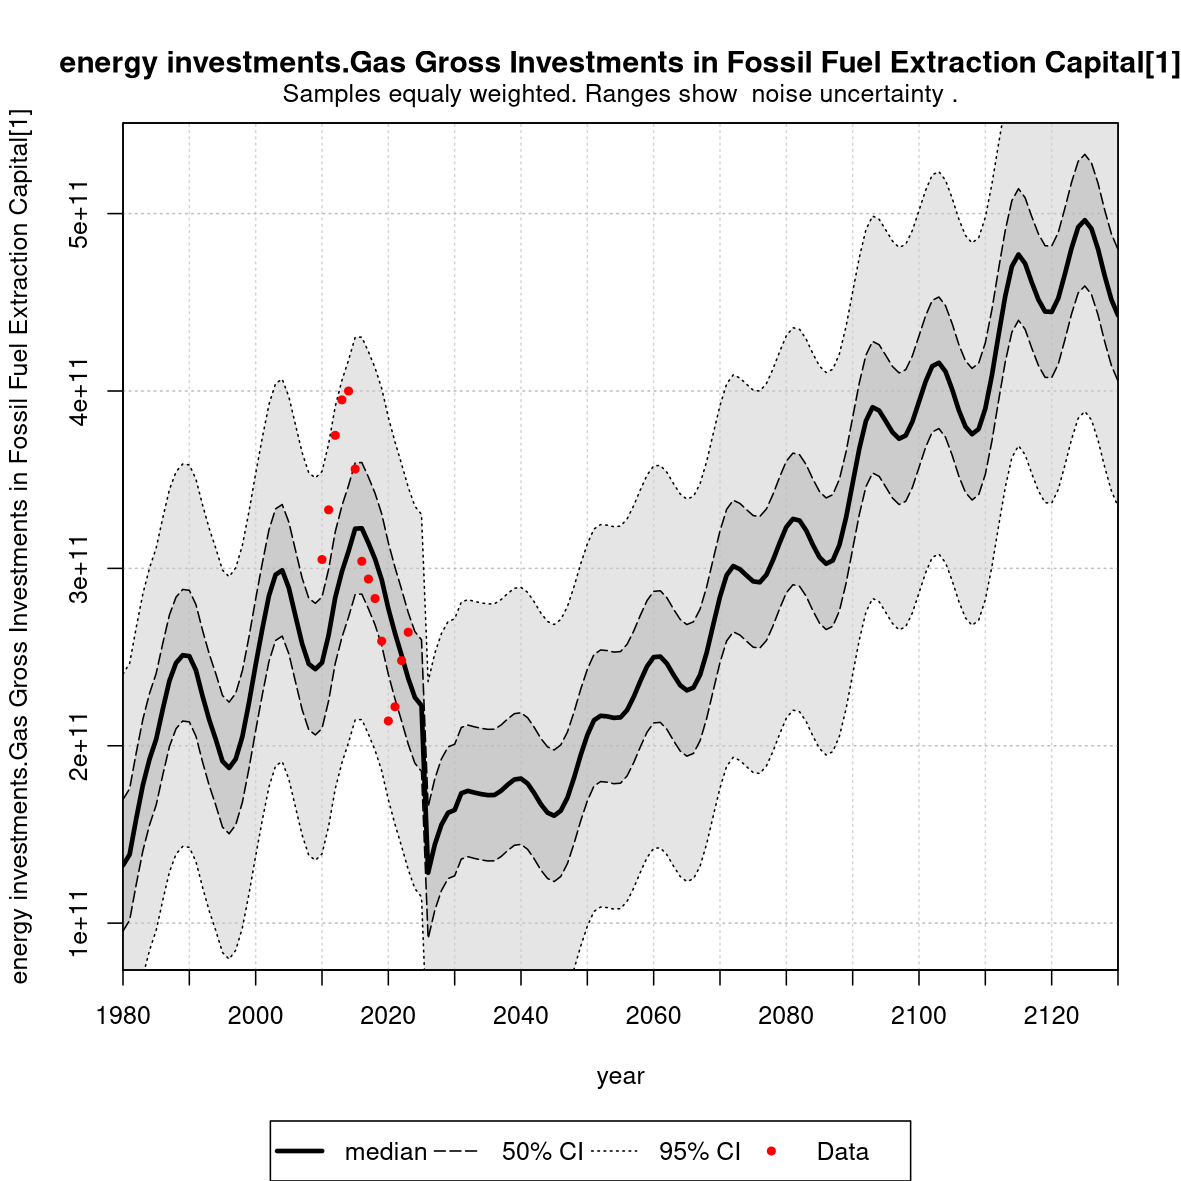 energy investments.Gas Gross Investments in Fossil Fuel Extraction Capital[1]
Samples equaly weighted. Ranges show  noise uncertainty .
energy investments.Gas Gross Investments in Fossil Fuel Extraction Capital[1]
5e+11
4e+11
3e+11
2e+11
1e+11
1980 2000 2020 2040 2060 2080 2100 2120
year
median 50% CI 95% CI Data